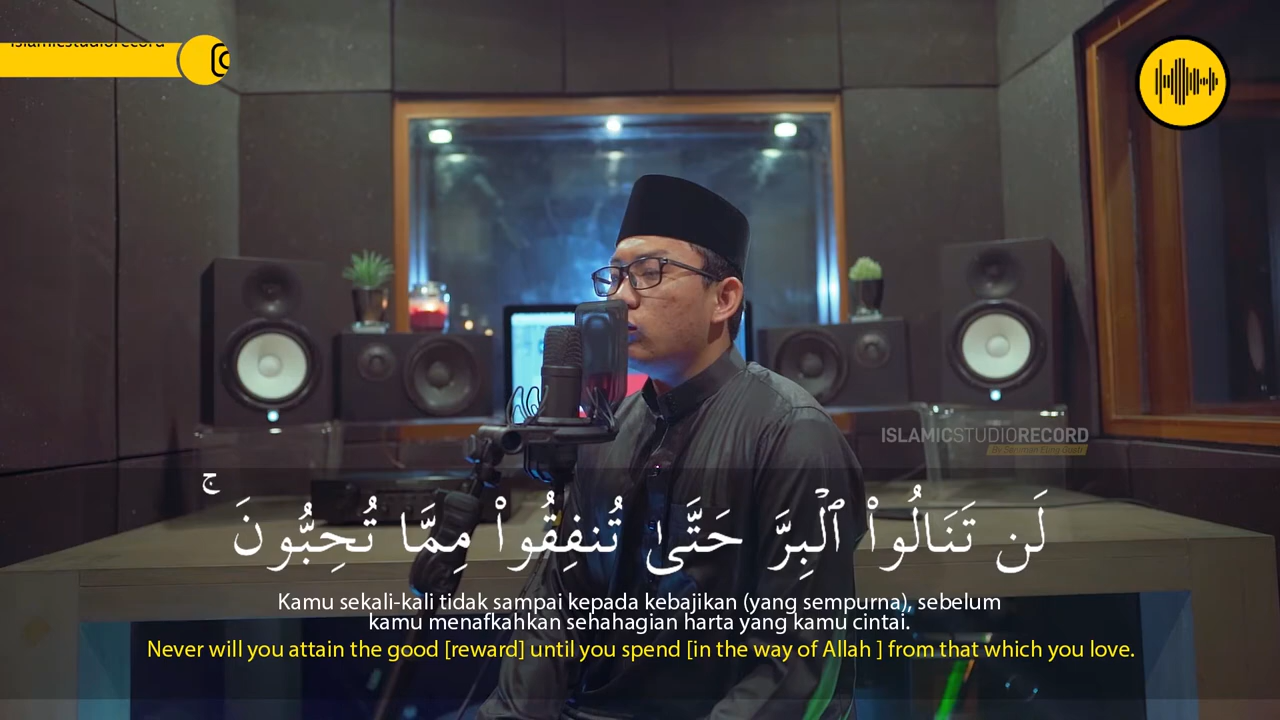 islamicstudiorecord
ISLAMICSTUDIORECORD
لَن تَنَالُوا۟ ٱلْبِرَّ حَتَّىٰ تُنفِقُوا۟ مِمَّا تُحِبُّونَ ۚ
Kamu sekali-kali tidak sampai kepada kebajikan (yang sempurna), sebelum
kamu menafkahkan sehahagian harta yang kamu cintai.
Never will you attain the good [reward] until you spend [in the way of Allah ] from that which you love.